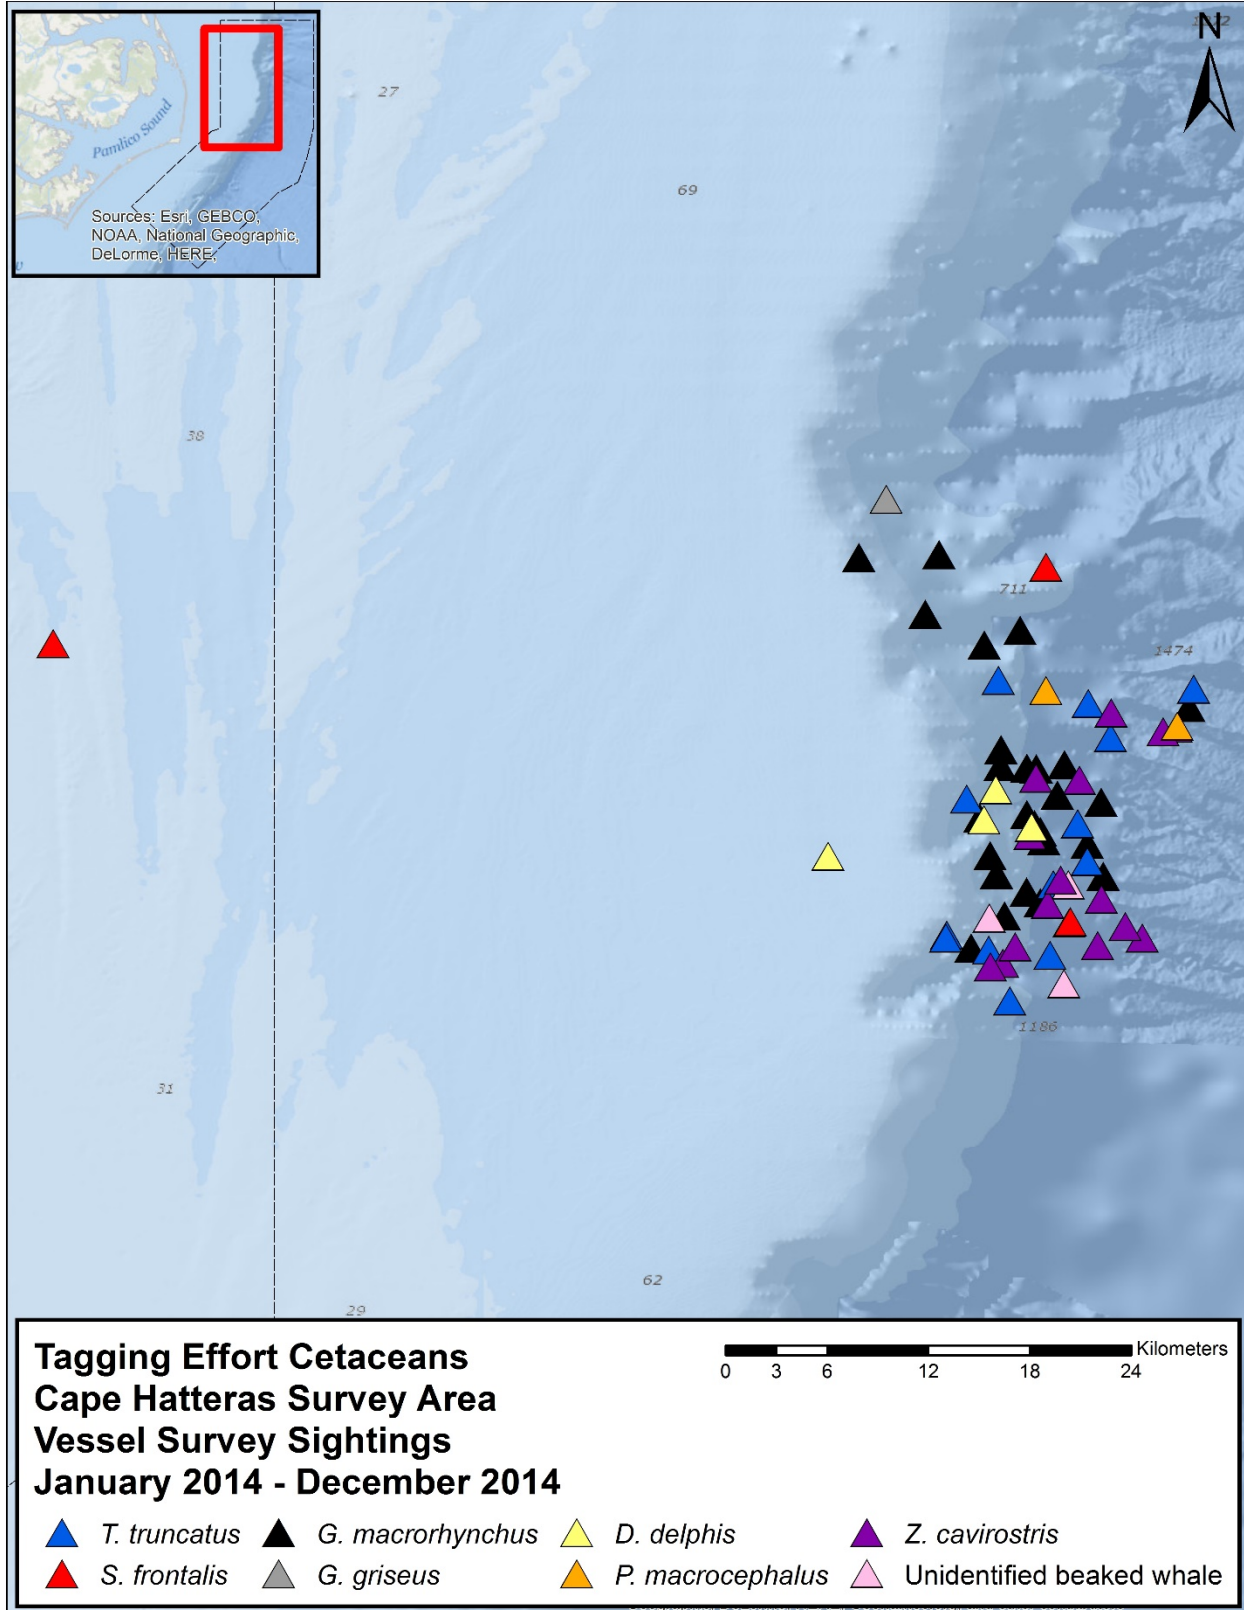 N
27
Pamlico Sound
69
Sources: Esri, GEBCO,
NOAA, National Geographic,
DeLorme, HERE,
38
711
1474
1186
31
62
29
Tagging Effort Cetaceans
Cape Hatteras Survey Area
Vessel Survey Sightings
January 2014 - December 2014
Kilometers
0 3 6 12 18 24
T. truncatus G. macrorhynchus D. delphis Z. cavirostris
S. frontalis G. griseus P. macrocephalus Unidentified beaked whale